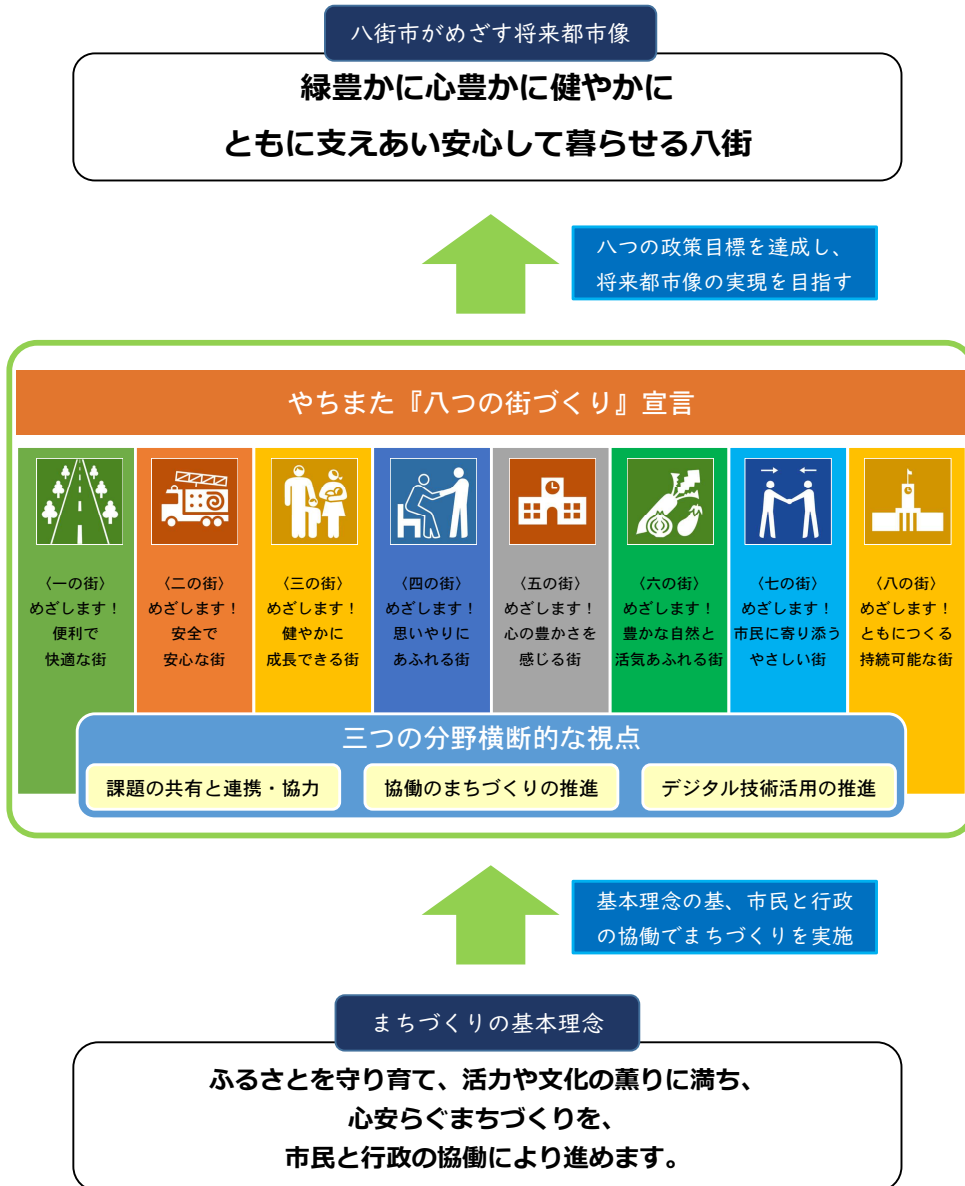 八街市がめざす将来都市像
緑豊かに心豊かに健やかに
ともに支えあい安心して暮らせる八街
八つの政策目標を達成し、
将来都市像の実現を目指す
やちまた『八つの街づくり』宣言
〈一の街〉
めざします！
便利で
快適な街
〈二の街〉
めざします！
安全で
安心な街
〈三の街〉
めざします！
健やかに
成長できる街
〈四の街〉
めざします！
思いやりに
あふれる街
〈五の街〉
めざします！
心の豊かさを
感じる街
〈六の街〉
めざします！
豊かな自然と
活気あふれる街
〈七の街〉
めざします！
市民に寄り添う
やさしい街
〈八の街〉
めざします！
ともにつくる
持続可能な街
三つの分野横断的な視点
課題の共有と連携・協力
協働のまちづくりの推進
デジタル技術活用の推進
基本理念の基、市民と行政
の協働でまちづくりを実施
まちづくりの基本理念
ふるさとを守り育て、活力や文化の薫りに満ち、
心安らぐまちづくりを、
市民と行政の協働により進めます。